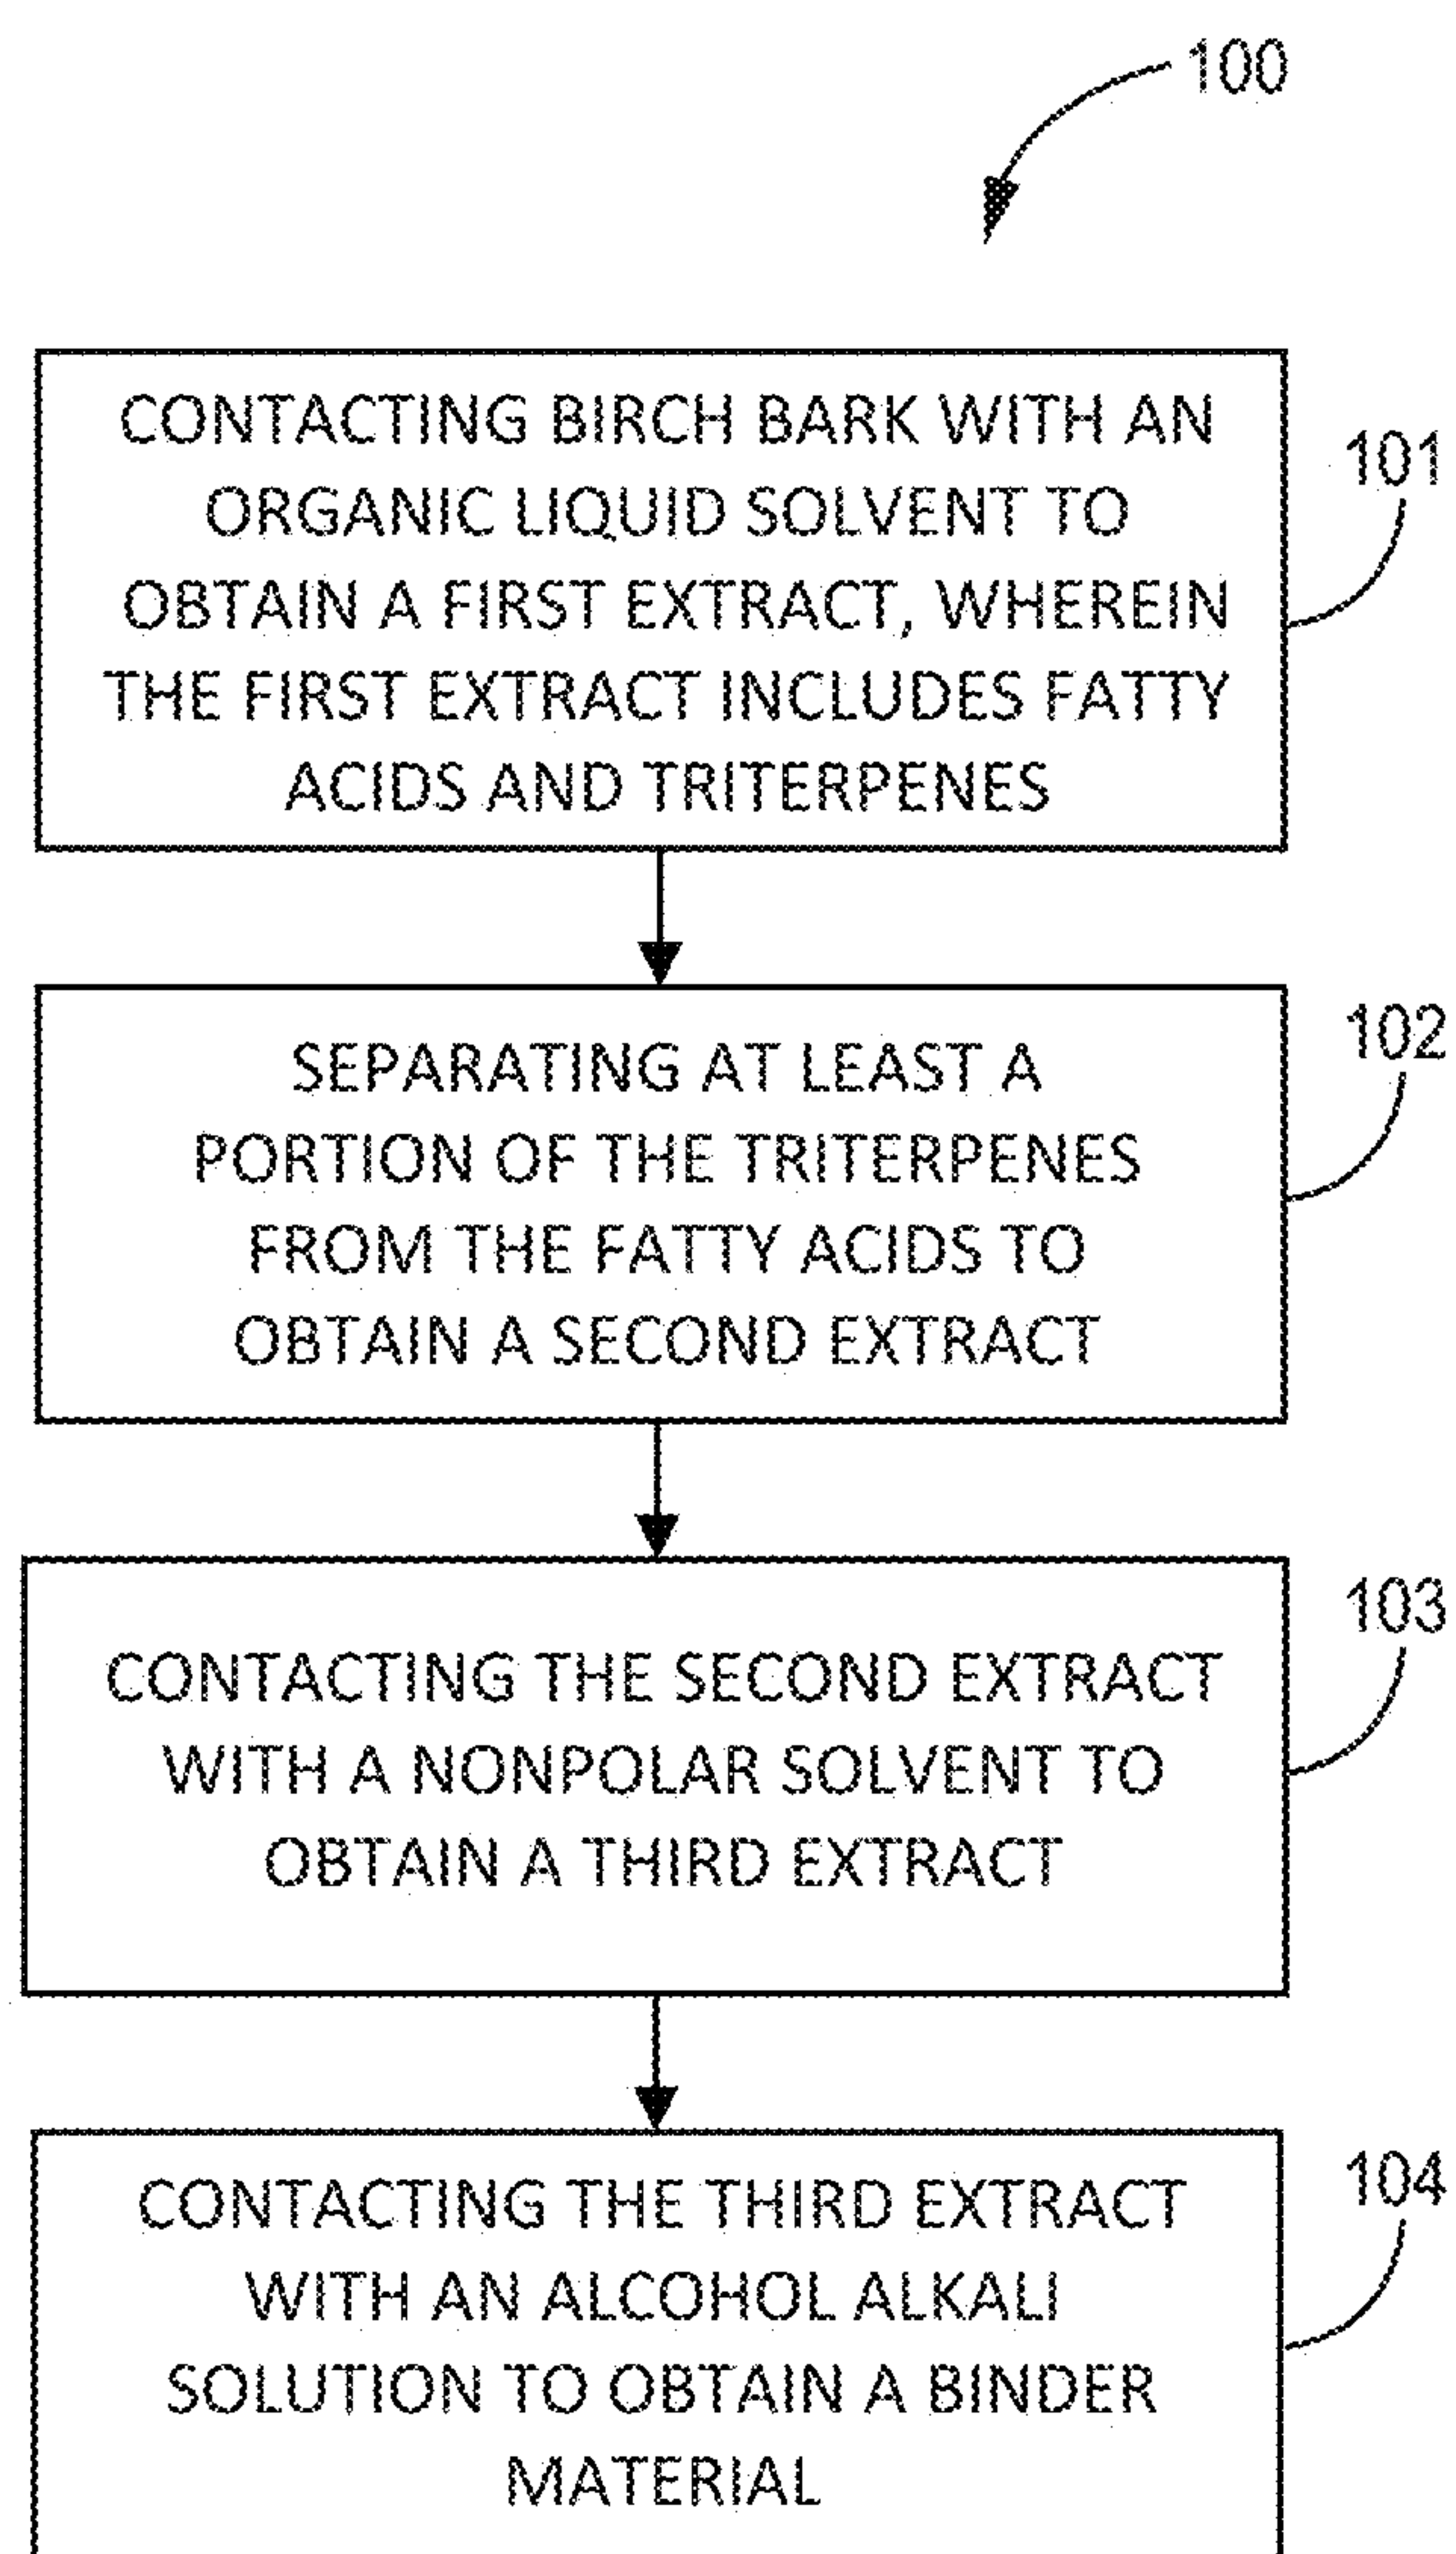 100
CONTACTING BIRCH BARK WITH AN
ORGANIC LIQUID SOLVENT TO
OBTAIN A FIRST EXTRACT, WHEREIN
THE FIRST EXTRACT INCLUDES FATTY
ACIDS AND TRITERPENES
101
SEPARATING AT LEAST A
PORTION OF THE TRITERPENES
FROM THE FATTY ACIDS TO
OBTAIN A SECOND EXTRACT
102
CONTACTING THE SECOND EXTRACT
WITH A NONPOLAR SOLVENT TO
OBTAIN A THIRD EXTRACT
103
CONTACTING THE THIRD EXTRACT
WITH AN ALCOHOL ALKALI
SOLUTION TO OBTAIN A BINDER
MATERIAL
104